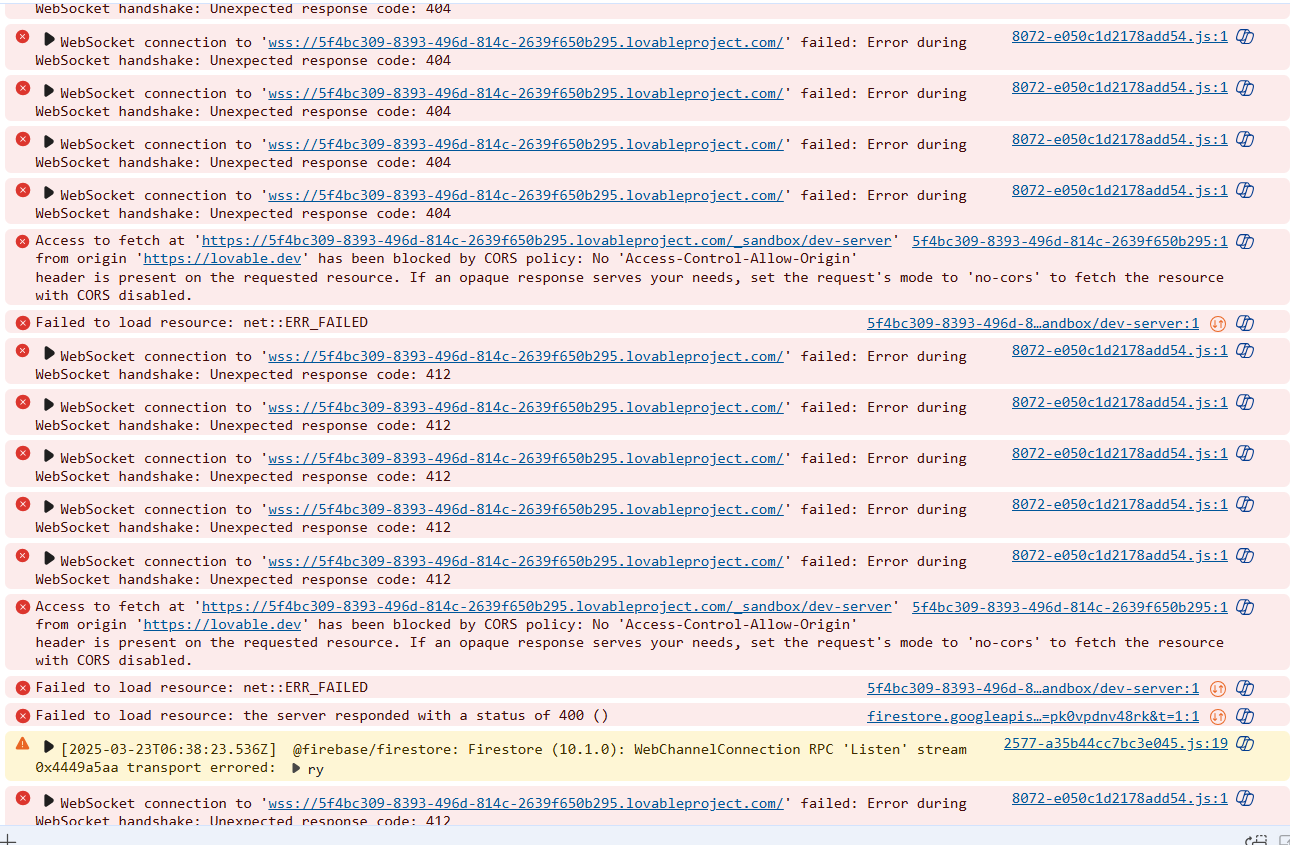 WebSocket handshake: Unexpected response code: 404
WebSocket connection to 'wss://5f4bc309-8393-496d-814c-2639f650b295.lovableproject.com/' failed: Error during 8072-e050c1d2178add54.js:1
WebSocket handshake: Unexpected response code: 404
WebSocket connection to 'wss://5f4bc309-8393-496d-814c-2639f650b295.lovableproject.com/' failed: Error during 8072-e050c1d2178add54.js:1
WebSocket handshake: Unexpected response code: 404
WebSocket connection to 'wss://5f4bc309-8393-496d-814c-2639f650b295.lovableproject.com/' failed: Error during 8072-e050c1d2178add54.js:1
WebSocket handshake: Unexpected response code: 404
WebSocket connection to 'wss://5f4bc309-8393-496d-814c-2639f650b295.lovableproject.com/' failed: Error during 8072-e050c1d2178add54.js:1
WebSocket handshake: Unexpected response code: 404
Access to fetch at 'https://5f4bc309-8393-496d-814c-2639f650b295.lovableproject.com/_sandbox/dev-server' 5f4bc309-8393-496d-814c-2639f650b295:1
from origin 'https://lovable.dev' has been blocked by CORS policy: No 'Access-Control-Allow-Origin'
header is present on the requested resource. If an opaque response serves your needs, set the request's mode to 'no-cors' to fetch the resource
with CORS disabled.
Failed to load resource: net::ERR_FAILED 5f4bc309-8393-496d-8…andbox/dev-server:1
WebSocket connection to 'wss://5f4bc309-8393-496d-814c-2639f650b295.lovableproject.com/' failed: Error during 8072-e050c1d2178add54.js:1
WebSocket handshake: Unexpected response code: 412
WebSocket connection to 'wss://5f4bc309-8393-496d-814c-2639f650b295.lovableproject.com/' failed: Error during 8072-e050c1d2178add54.js:1
WebSocket handshake: Unexpected response code: 412
WebSocket connection to 'wss://5f4bc309-8393-496d-814c-2639f650b295.lovableproject.com/' failed: Error during 8072-e050c1d2178add54.js:1
WebSocket handshake: Unexpected response code: 412
WebSocket connection to 'wss://5f4bc309-8393-496d-814c-2639f650b295.lovableproject.com/' failed: Error during 8072-e050c1d2178add54.js:1
WebSocket handshake: Unexpected response code: 412
WebSocket connection to 'wss://5f4bc309-8393-496d-814c-2639f650b295.lovableproject.com/' failed: Error during 8072-e050c1d2178add54.js:1
WebSocket handshake: Unexpected response code: 412
Access to fetch at 'https://5f4bc309-8393-496d-814c-2639f650b295.lovableproject.com/_sandbox/dev-server' 5f4bc309-8393-496d-814c-2639f650b295:1
from origin 'https://lovable.dev' has been blocked by CORS policy: No 'Access-Control-Allow-Origin'
header is present on the requested resource. If an opaque response serves your needs, set the request's mode to 'no-cors' to fetch the resource
with CORS disabled.
Failed to load resource: net::ERR_FAILED 5f4bc309-8393-496d-8…andbox/dev-server:1
Failed to load resource: the server responded with a status of 400 () firestore.googleapis…=pk0vpdnv48rk&t=1:1
[2025-03-23T06:38:23.536Z]  @firebase/firestore: Firestore (10.1.0): WebChannelConnection RPC 'Listen' stream 2577-a35b44cc7bc3e045.js:19
0x4449a5aa transport errored: ry
WebSocket connection to 'wss://5f4bc309-8393-496d-814c-2639f650b295.lovableproject.com/' failed: Error during 8072-e050c1d2178add54.js:1
WebSocket handshake: Unexpected response code: 412